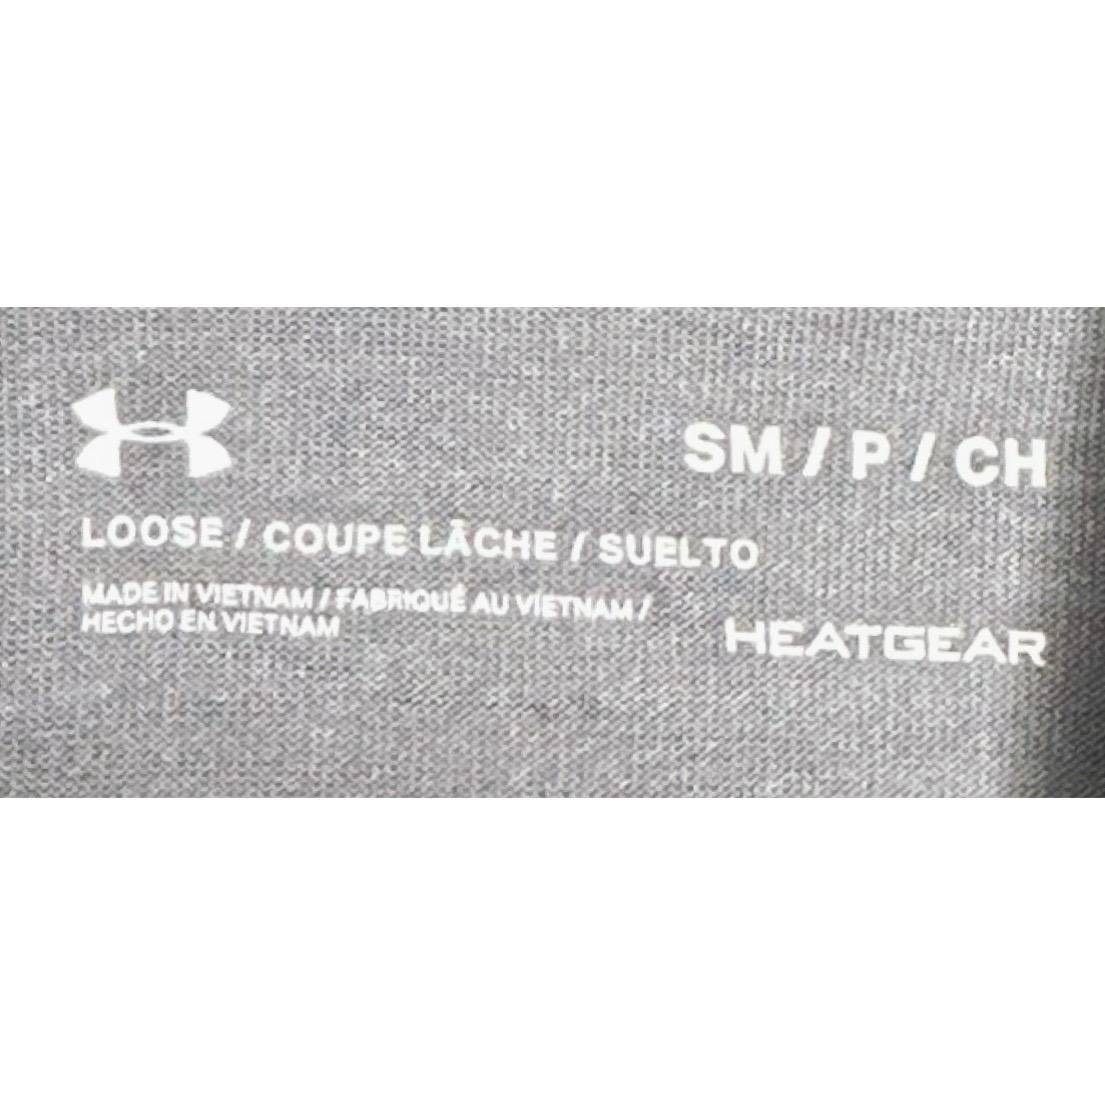 SM / P / CH
LOOSE / COUPE LÂCHE / SUELTO
MADE IN VIETNAM / FABRIQUÉ AU VIETNAM /
HECHO EN VIETNAM
HEATGEAR